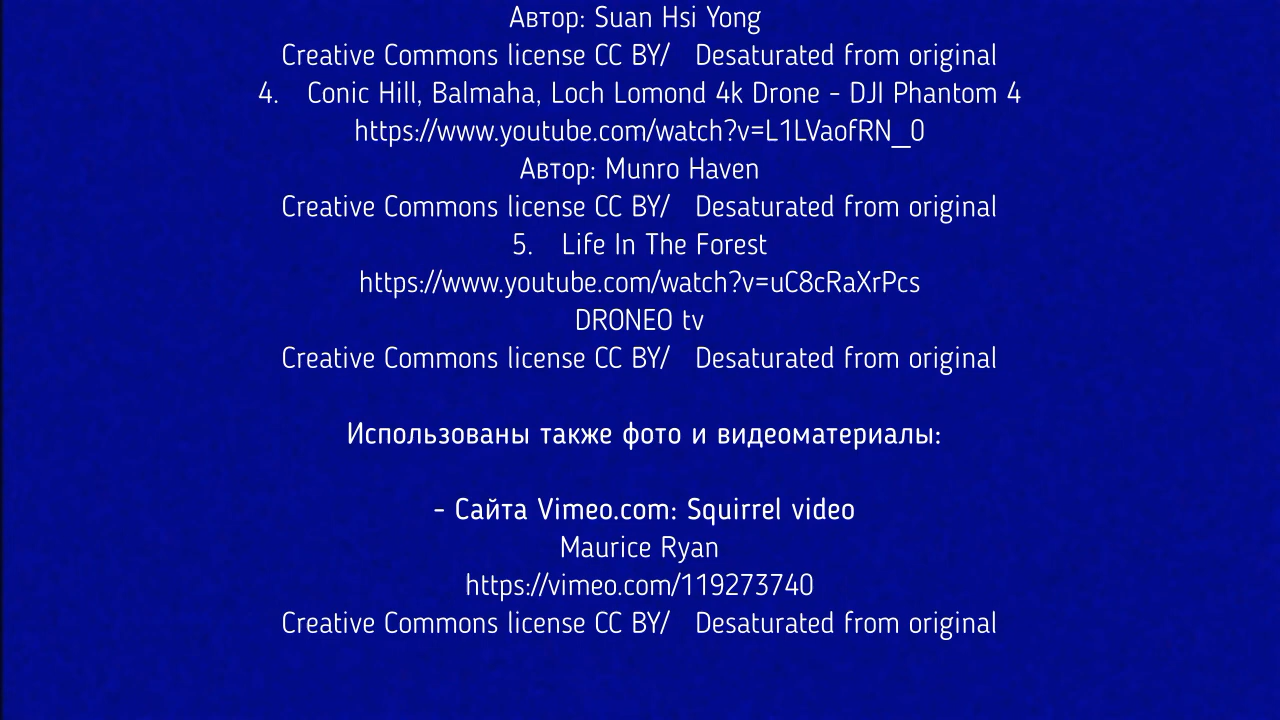 Автор: Suan Hsi Yong
Creative Commons license CC BY/ Desaturated from original
4. Conic Hill, Balmaha, Loch Lomond 4k Drone - DJI Phantom 4
https://www.youtube.com/watch?v=L1LVaofRN_0
Автор: Munro Haven
Creative Commons license CC BY/ Desaturated from original
5. Life In The Forest
https://www.youtube.com/watch?v=uC8cRaXrPcs
DRONEO tv
Creative Commons license CC BY/ Desaturated from original
Использованы также фото и видеоматериалы:
- Сайта Vimeo.com: Squirrel video
Maurice Ryan
https://vimeo.com/119273740
Creative Commons license CC BY/ Desaturated from original